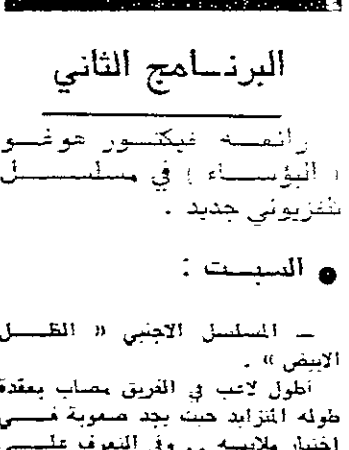 البرنامج الثاني
رائعة فيكتور هوغو
( البؤساء ) في مسلسل
تلفزيوني جديد .
● السبت :
— المسلسل الاجنبي « الظل
الابيض » .
أطول لاعب في الفريق مصاب بعقدة
طوله المتزايد حيث يجد صعوبة في
اختيار ملابسه .. وفي التعرف على